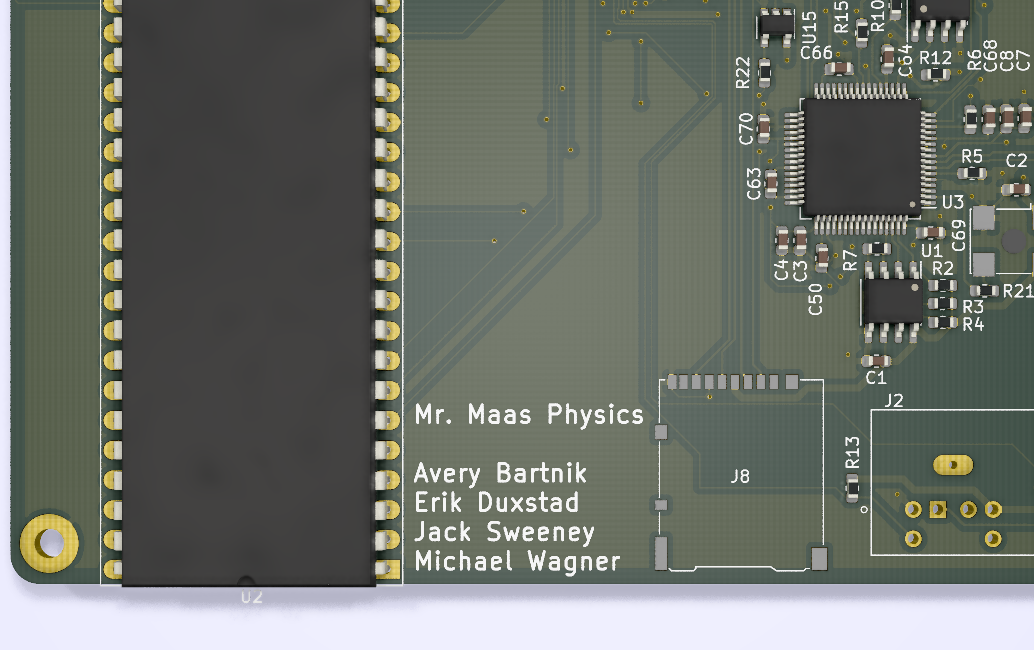 U15
R15
R10
C66
C64
R12
R6
C68
C8
C7
R22
C70
C63
R5
C2
U3
C69
U1
C4
C3
C50
R7
R2
R21
R3
R4
C1
J2
Mr. Maas Physics
J8
R13
Avery Bartnik
Erik Duxstad
Jack Sweeney
Michael Wagner
U2